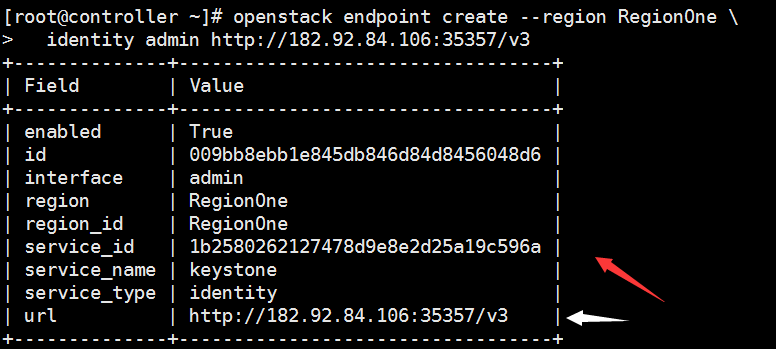 [root@controller ~]# openstack endpoint create --region RegionOne \
>   identity admin http://182.92.84.106:35357/v3
+--------------+----------------------------------+
| Field        | Value                            |
+--------------+----------------------------------+
| enabled      | True                             |
| id           | 009bb8ebb1e845db846d84d8456048d6 |
| interface    | admin                            |
| region       | RegionOne                        |
| region_id    | RegionOne                        |
| service_id   | 1b2580262127478d9e8e2d25a19c596a |
| service_name | keystone                         |
| service_type | identity                         |
| url          | http://182.92.84.106:35357/v3    |
+--------------+----------------------------------+